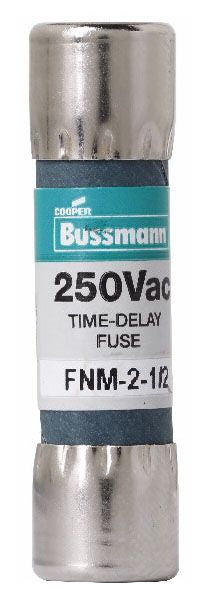 COOPER
Bussmann
250Vac
TIME-DELAY
FUSE
FNM-2-1/2